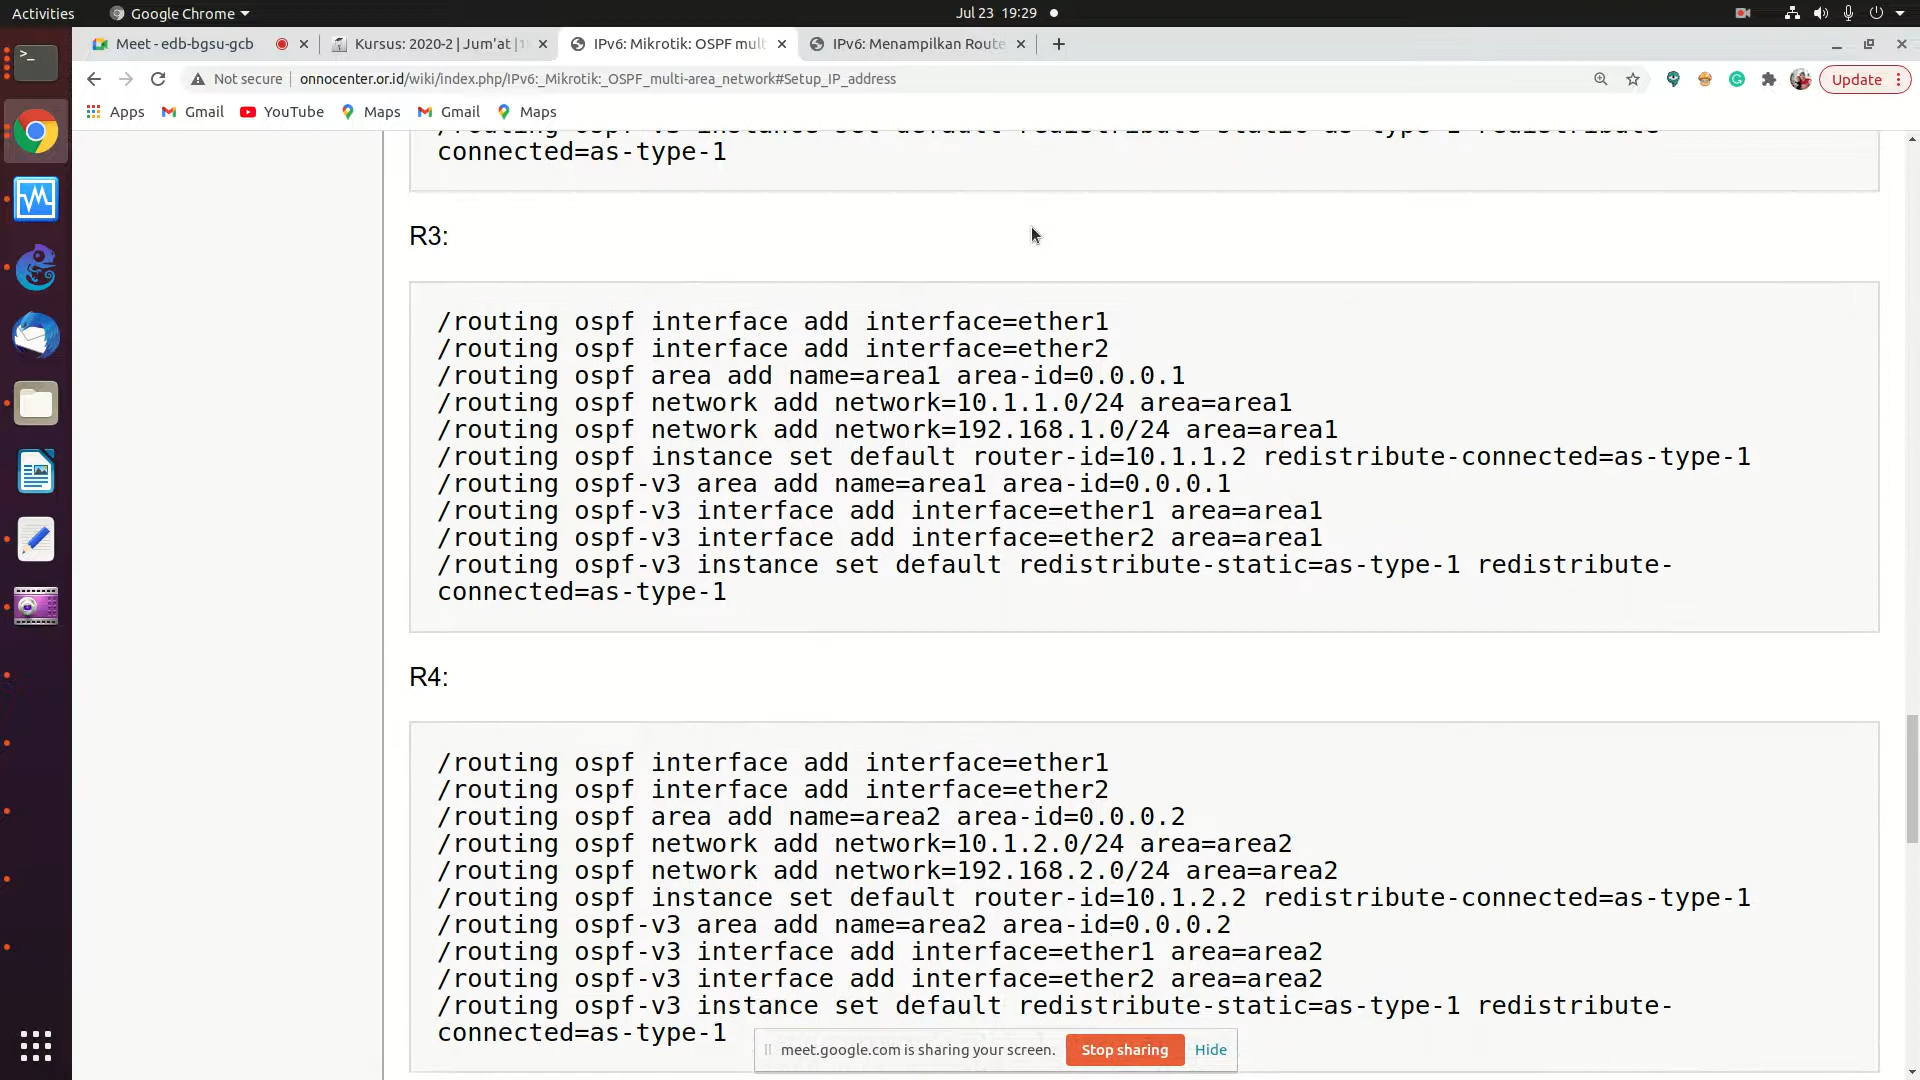 Activities
Google Chrome
Jul 23 19:29
Meet - edb-bgsu-gcb
Kursus: 2020-2 | Jum'at |
IPv6: Mikrotik: OSPF mult
IPv6: Menampilkan Route
Not secure
onnocenter.or.id/wiki/index.php/IPv6:_Mikrotik:_OSPF_multi-area_network#Setup_IP_address
Update
Apps
Gmail
YouTube
Maps
Gmail
Maps
/routing ospf-v3 instance set default redistribute-static=as-type-1 redistribute-
connected=as-type-1
R3:
/routing ospf interface add interface=ether1
/routing ospf interface add interface=ether2
/routing ospf area add name=area1 area-id=0.0.0.1
/routing ospf network add network=10.1.1.0/24 area=area1
/routing ospf network add network=192.168.1.0/24 area=area1
/routing ospf instance set default router-id=10.1.1.2 redistribute-connected=as-type-1
/routing ospf-v3 area add name=area1 area-id=0.0.0.1
/routing ospf-v3 interface add interface=ether1 area=area1
/routing ospf-v3 interface add interface=ether2 area=area1
/routing ospf-v3 instance set default redistribute-static=as-type-1 redistribute-
connected=as-type-1
R4:
/routing ospf interface add interface=ether1
/routing ospf interface add interface=ether2
/routing ospf area add name=area2 area-id=0.0.0.2
/routing ospf network add network=10.1.2.0/24 area=area2
/routing ospf network add network=192.168.2.0/24 area=area2
/routing ospf instance set default router-id=10.1.2.2 redistribute-connected=as-type-1
/routing ospf-v3 area add name=area2 area-id=0.0.0.2
/routing ospf-v3 interface add interface=ether1 area=area2
/routing ospf-v3 interface add interface=ether2 area=area2
/routing ospf-v3 instance set default redistribute-static=as-type-1 redistribute-
connected=as-type-1
meet.google.com is sharing your screen.
Stop sharing
Hide